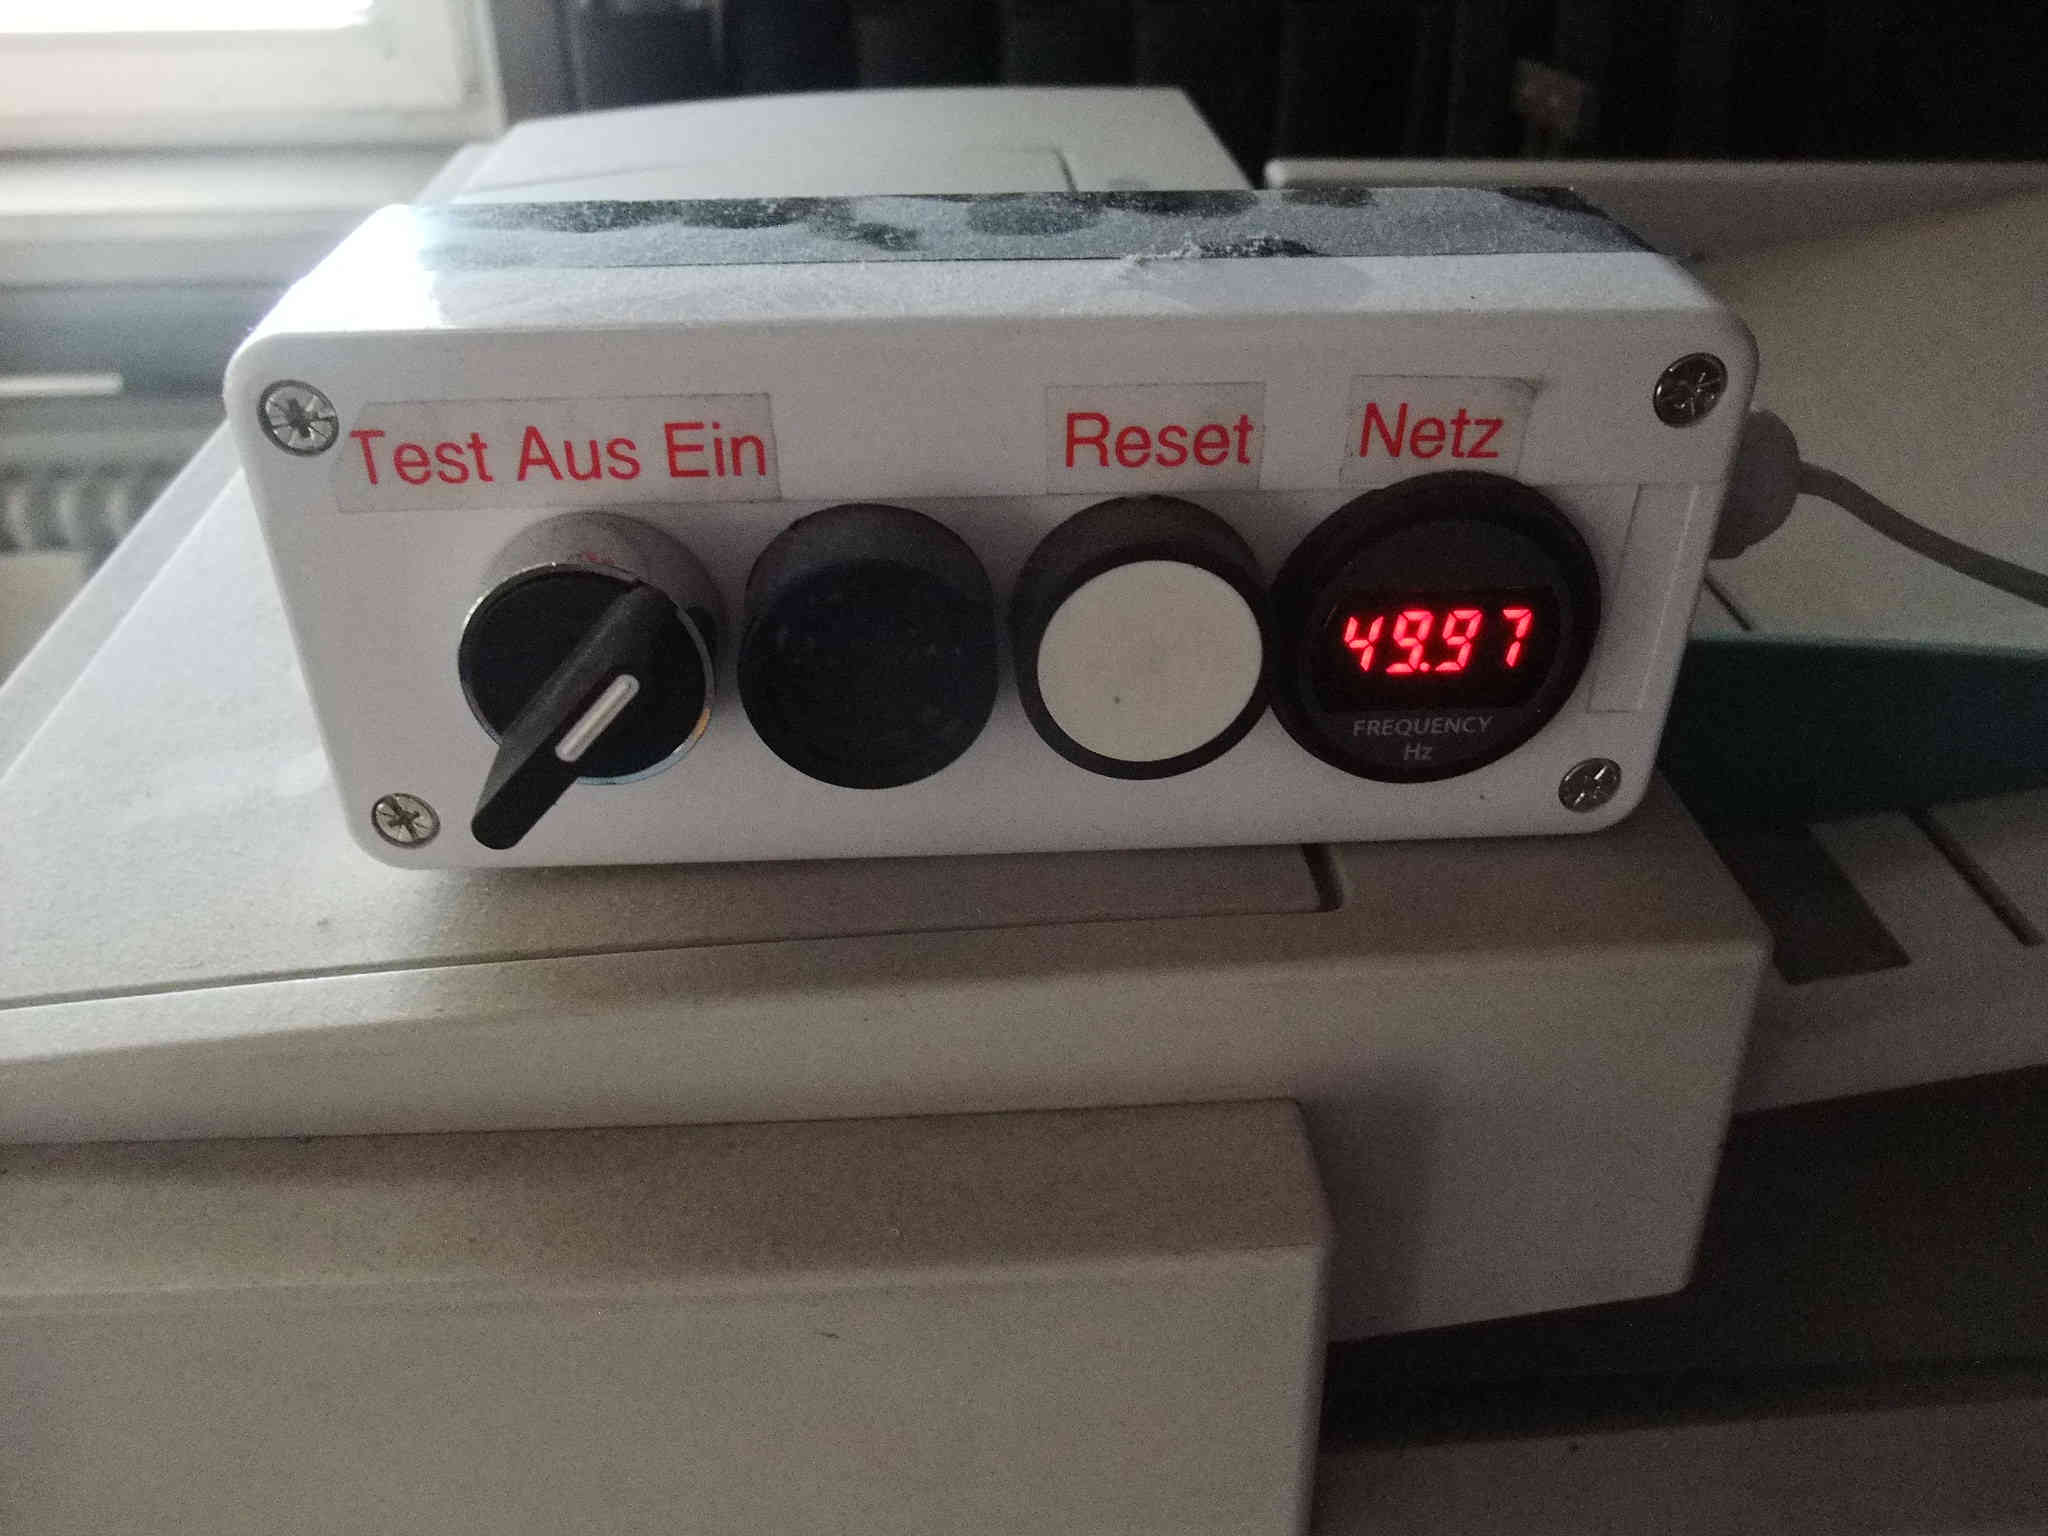 Test Aus Ein
Reset
Netz
49.97
FREQUENCY
Hz